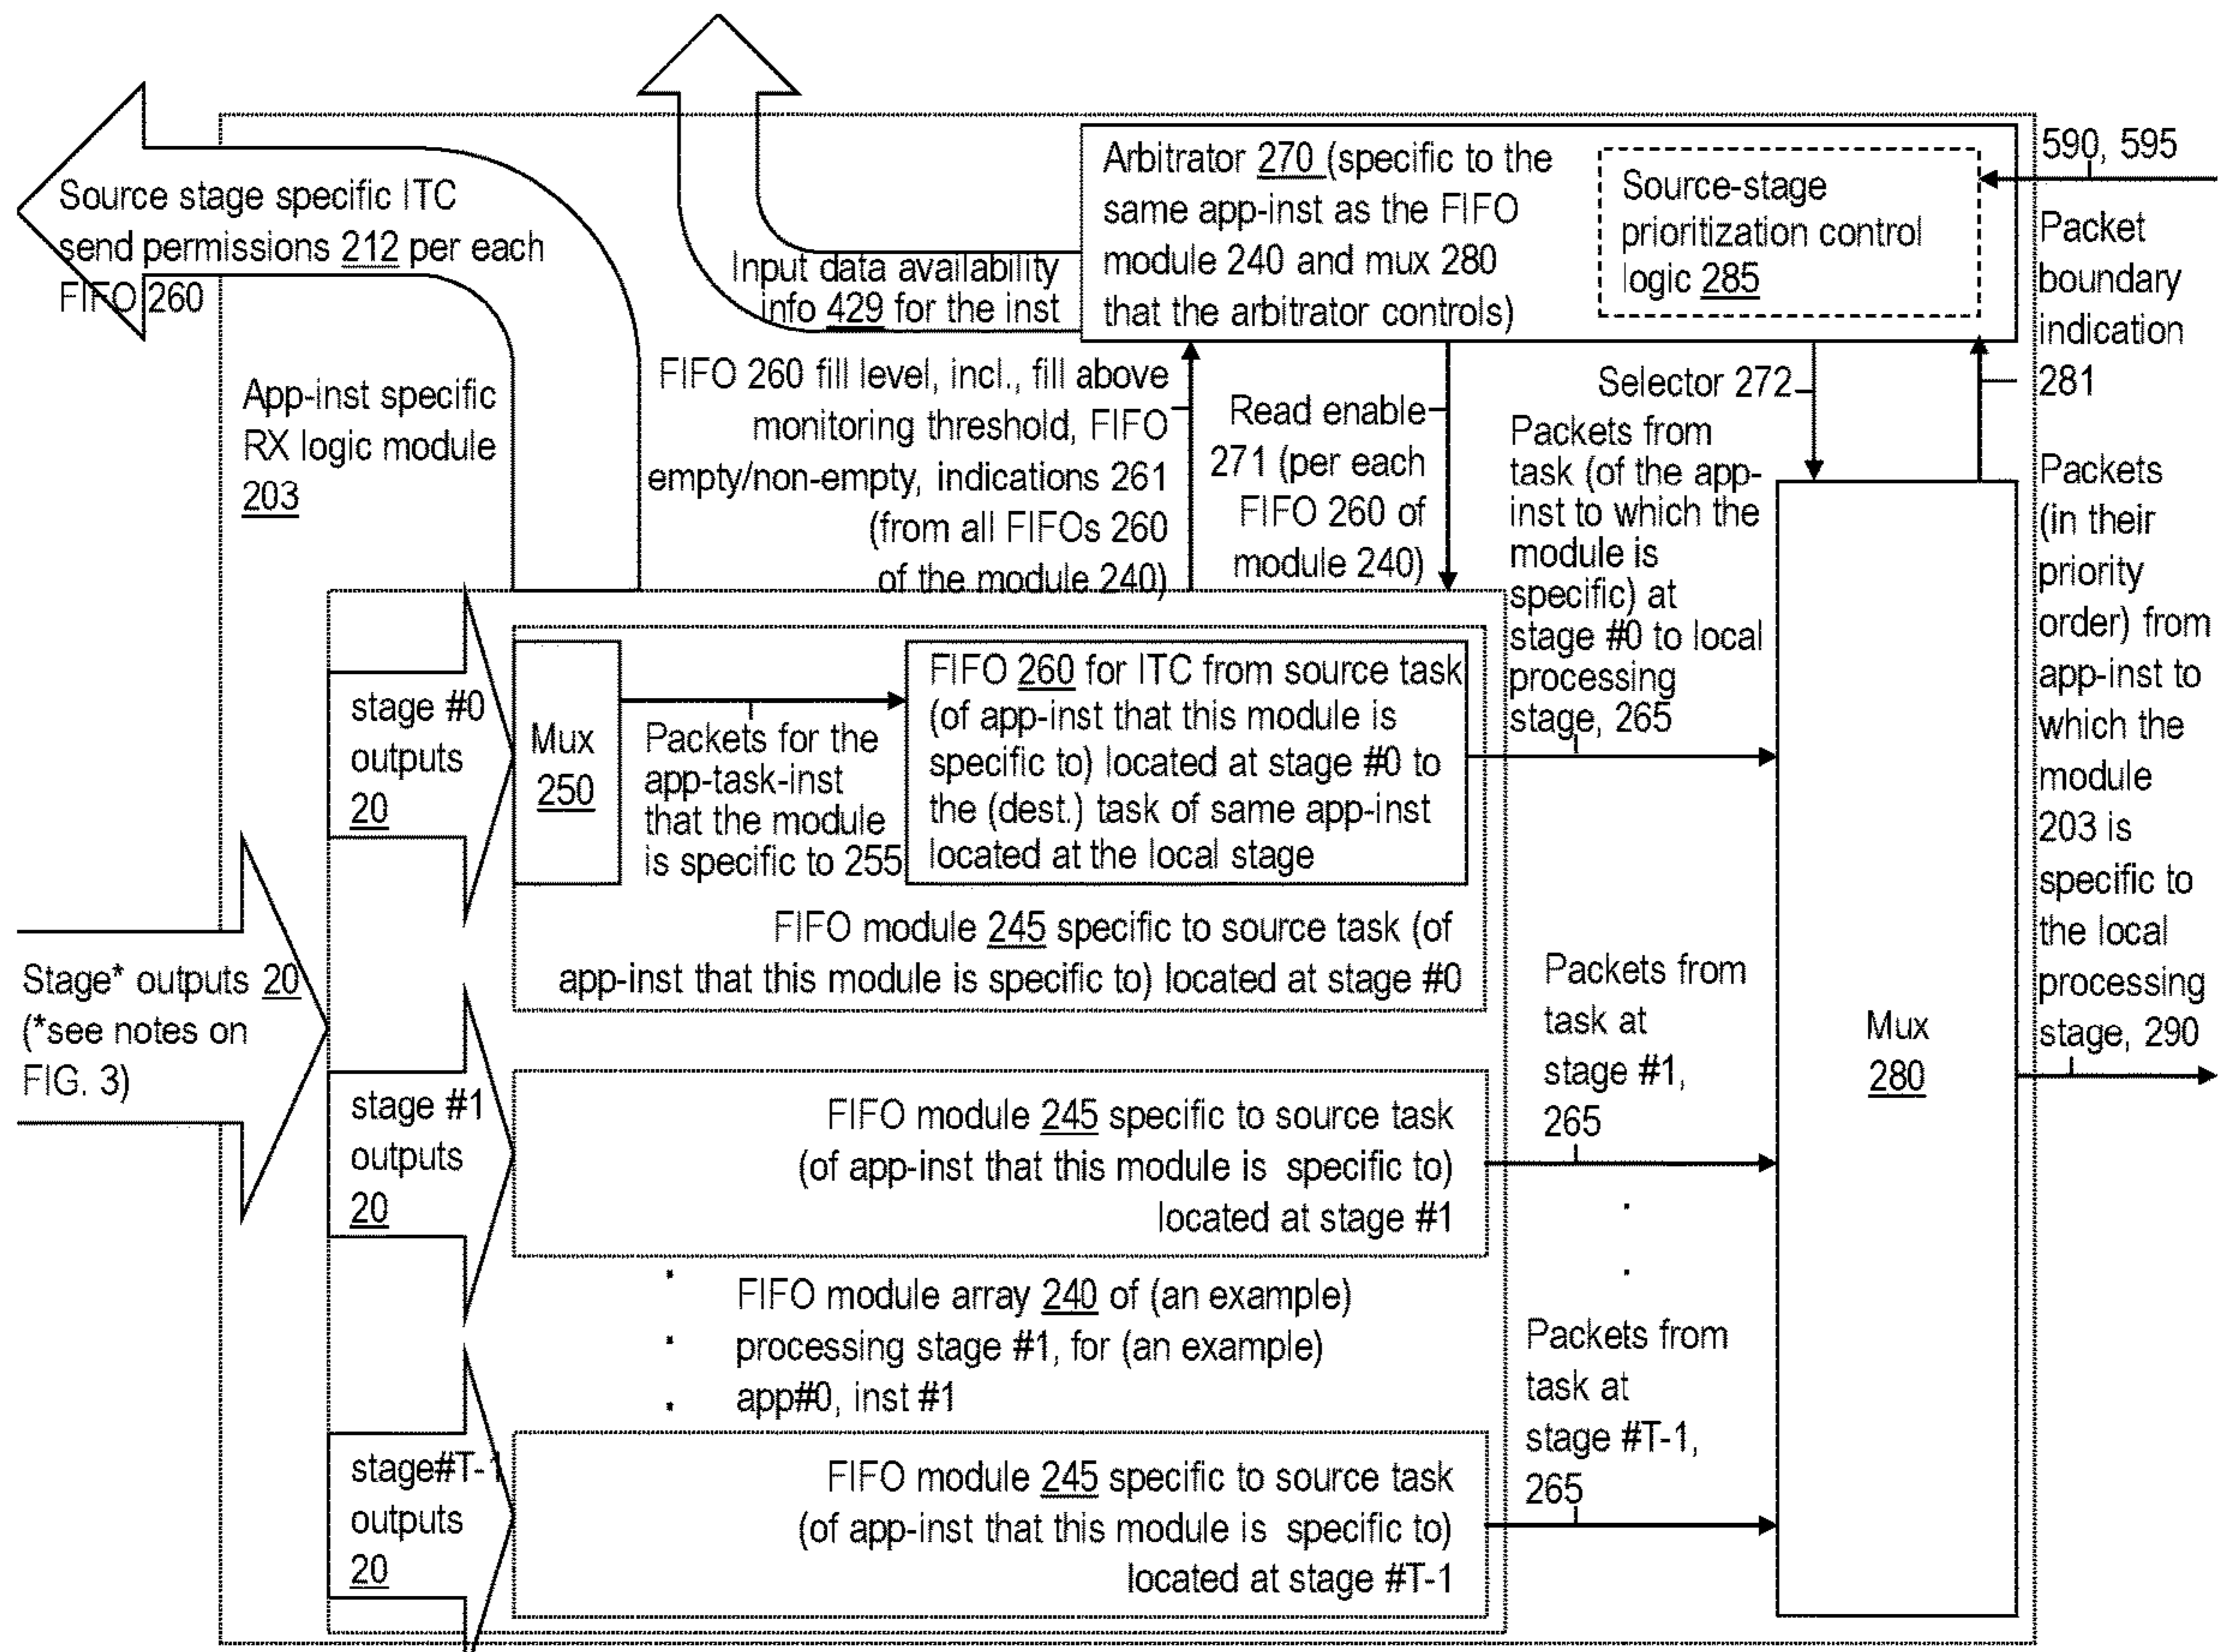 Source stage specific ITC
send permissions 212 per each
FIFO 260
App-inst specific
RX logic module
203
Input data availability
info 429 for the inst
Arbitrator 270 (specific to the
same app-inst as the FIFO
module 240 and mux 280
that the arbitrator controls)
Source-stage
prioritization control
logic 285
590, 595
Packet
boundary
indication
281
FIFO 260 fill level, incl., fill above
monitoring threshold, FIFO
empty/non-empty, indications 261
(from all FIFOs 260
of the module 240)
Read enable
271 (per each
FIFO 260 of
module 240)
Selector 272
Packets from
task (of the app-
inst to which the
module is
specific) at
stage #0 to local
processing
stage, 265
Packets
(in their
priority
order) from
app-inst to
which the
module
203 is
specific to
the local
processing
stage, 290
stage #0
outputs
20
Mux
250
Packets for the
app-task-inst
that the module
is specific to 255
FIFO 260 for ITC from source task
(of app-inst that this module is
specific to) located at stage #0 to
the (dest.) task of same app-inst
located at the local stage
FIFO module 245 specific to source task (of
app-inst that this module is specific to) located at stage #0
Stage* outputs 20
(*see notes on
FIG. 3)
stage #1
outputs
20
FIFO module 245 specific to source task
(of app-inst that this module is specific to)
located at stage #1
Packets from
task at
stage #1,
265
Mux
280
FIFO module array 240 of (an example)
processing stage #1, for (an example)
app#0, inst #1
Packets from
task at
stage #T-1,
265
stage#T-1
outputs
20
FIFO module 245 specific to source task
(of app-inst that this module is specific to)
located at stage #T-1